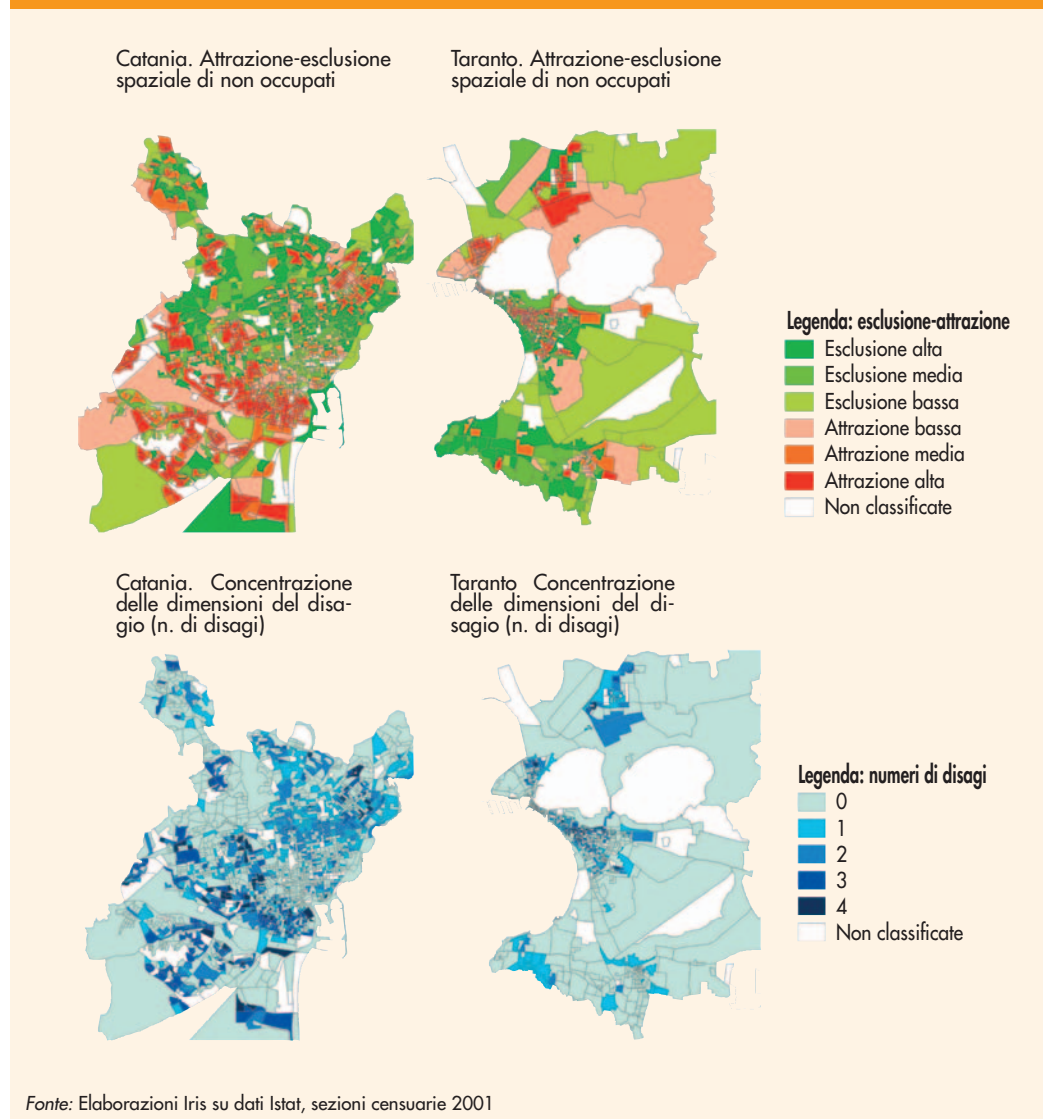 Catania. Attrazione-esclusione
spaziale di non occupati
Taranto. Attrazione-esclusione
spaziale di non occupati
Legenda: esclusione-attrazione
Esclusione alta
Esclusione media
Esclusione bassa
Attrazione bassa
Attrazione media
Attrazione alta
Non classificate
Catania. Concentrazione
delle dimensioni del disa-
gio (n. di disagi)
Taranto Concentrazione
delle dimensioni del di-
sagio (n. di disagi)
Legenda: numeri di disagi
0
1
2
3
4
Non classificate
Fonte: Elaborazioni Iris su dati Istat, sezioni censuarie 2001